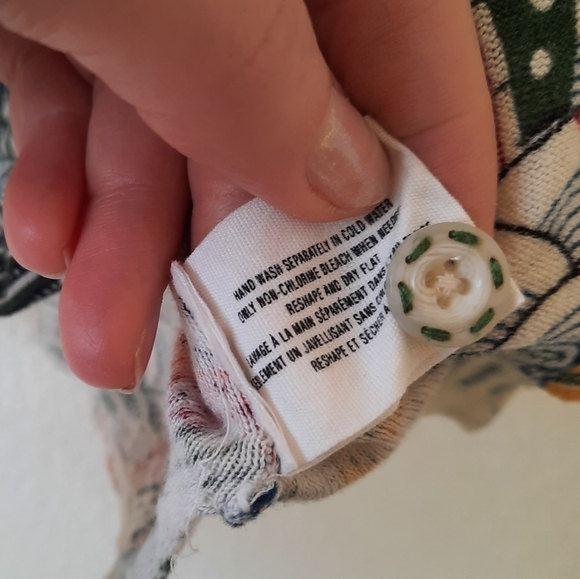 HAND WASH SEPARATELY IN COLD WATER
ONLY NON-CHLORINE BLEACH WHEN NEEDED
RESHAPE AND DRY FLAT
LAVAGE À LA MAIN SÉPARÉMENT DANS
SEULEMENT UN JAVELLISANT SANS
RESHAPE ET SÉCHER À